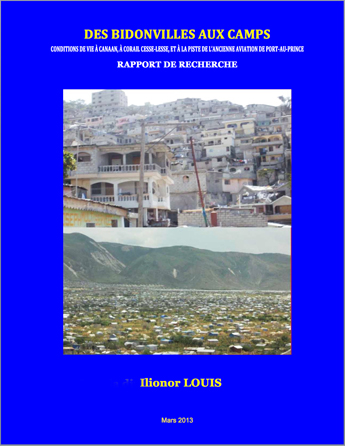 DES BIDONVILLES AUX CAMPS
CONDITIONS DE VIE À CANAAN, À CORAIL CESSE-LESSE, ET À LA PISTE DE L'ANCIENNE AVIATION DE PORT-AU-PRINCE
RAPPORT DE RECHERCHE
Ilionor LOUIS
Mars 2013